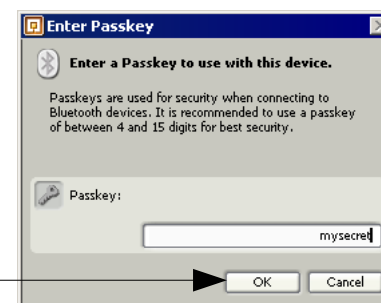 Enter Passkey
Enter a Passkey to use with this device.
Passkeys are used for security when connecting to
Bluetooth devices. It is recommended to use a passkey
of between 4 and 15 digits for best security.
Passkey:
mysecret
OK Cancel